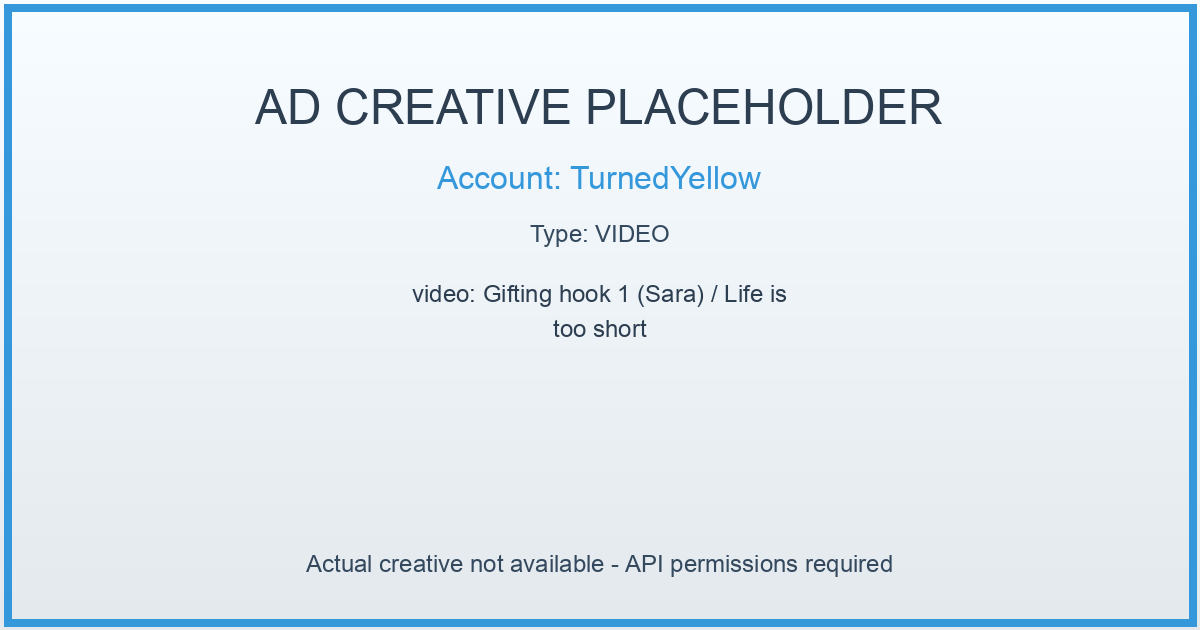 AD CREATIVE PLACEHOLDER
Account: TurnedYellow
Type: VIDEO
video: Gifting hook 1 (Sara) / Life is
too short
Actual creative not available - API permissions required